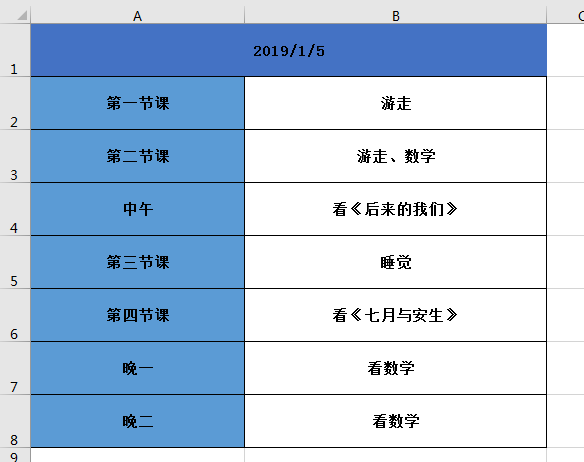 A B C
1 2019/1/5
2 第一节课 游走
3 第二节课 游走、数学
4 中午 看《后来的我们》
5 第三节课 睡觉
6 第四节课 看《七月与安生》
7 晚一 看数学
8 晚二 看数学
9